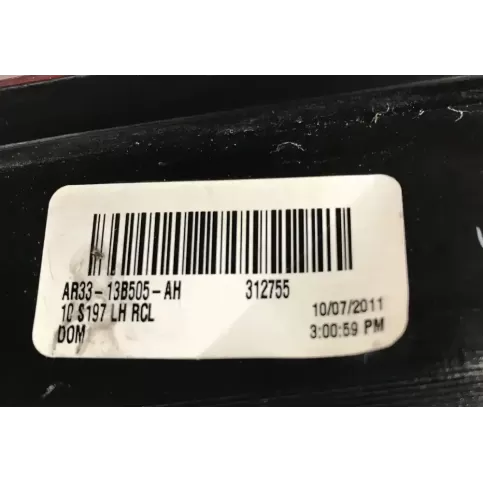 AR33-13B505-AH 312755
10 S197 LH RCL 10/07/2011
DOM 3:00:59 PM